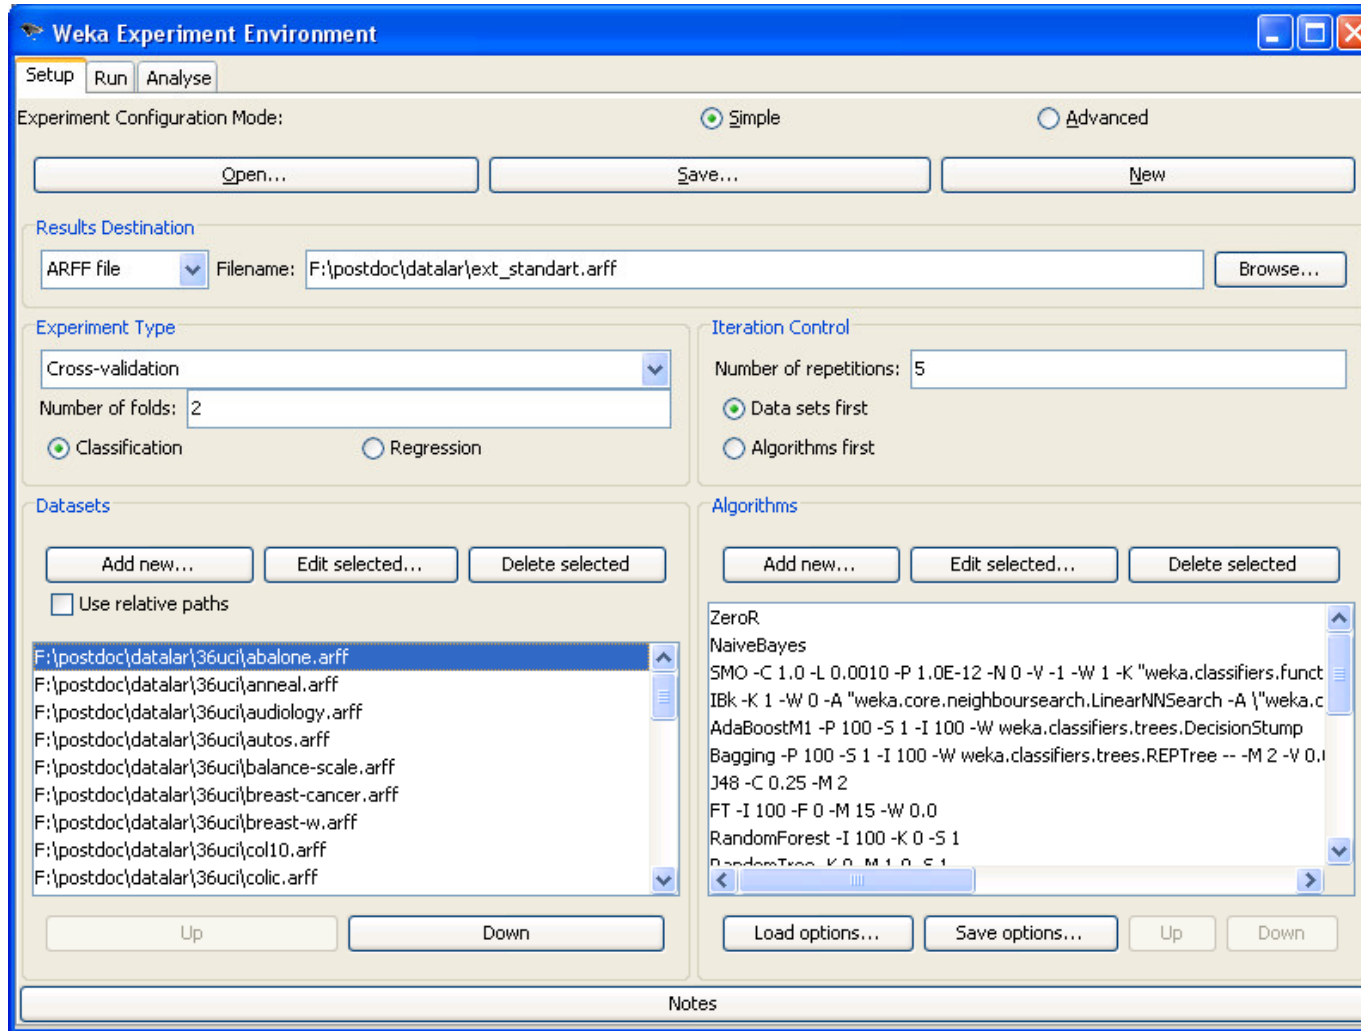 Weka Experiment Environment
Setup Run Analyse
Experiment Configuration Mode: Simple Advanced
Open... Save... New
Results Destination
ARFF file Filename: F:\postdoc\datalar\ext_standart.arff Browse...
Experiment Type
Cross-validation
Number of folds: 2
Classification Regression
Iteration Control
Number of repetitions: 5
Data sets first
Algorithms first
Datasets
Add new... Edit selected... Delete selected
Use relative paths
F:\postdoc\datalar\36uci\abalone.arff
F:\postdoc\datalar\36uci\anneal.arff
F:\postdoc\datalar\36uci\audiology.arff
F:\postdoc\datalar\36uci\autos.arff
F:\postdoc\datalar\36uci\balance-scale.arff
F:\postdoc\datalar\36uci\breast-cancer.arff
F:\postdoc\datalar\36uci\breast-w.arff
F:\postdoc\datalar\36uci\col10.arff
F:\postdoc\datalar\36uci\colic.arff
Up Down
Algorithms
Add new... Edit selected... Delete selected
ZeroR
NaiveBayes
SMO -C 1.0 -L 0.0010 -P 1.0E-12 -N 0 -V -1 -W 1 -K "weka.classifiers.funct
IBk -K 1 -W 0 -A "weka.core.neighboursearch.LinearNNSearch -A \"weka.c
AdaBoostM1 -P 100 -S 1 -I 100 -W weka.classifiers.trees.DecisionStump
Bagging -P 100 -S 1 -I 100 -W weka.classifiers.trees.REPTree -- -M 2 -V 0.0
J48 -C 0.25 -M 2
FT -I 100 -F 0 -M 15 -W 0.0
RandomForest -I 100 -K 0 -S 1
RandomTree -K 0 -M 1.0 -S 1
Load options... Save options... Up Down
Notes